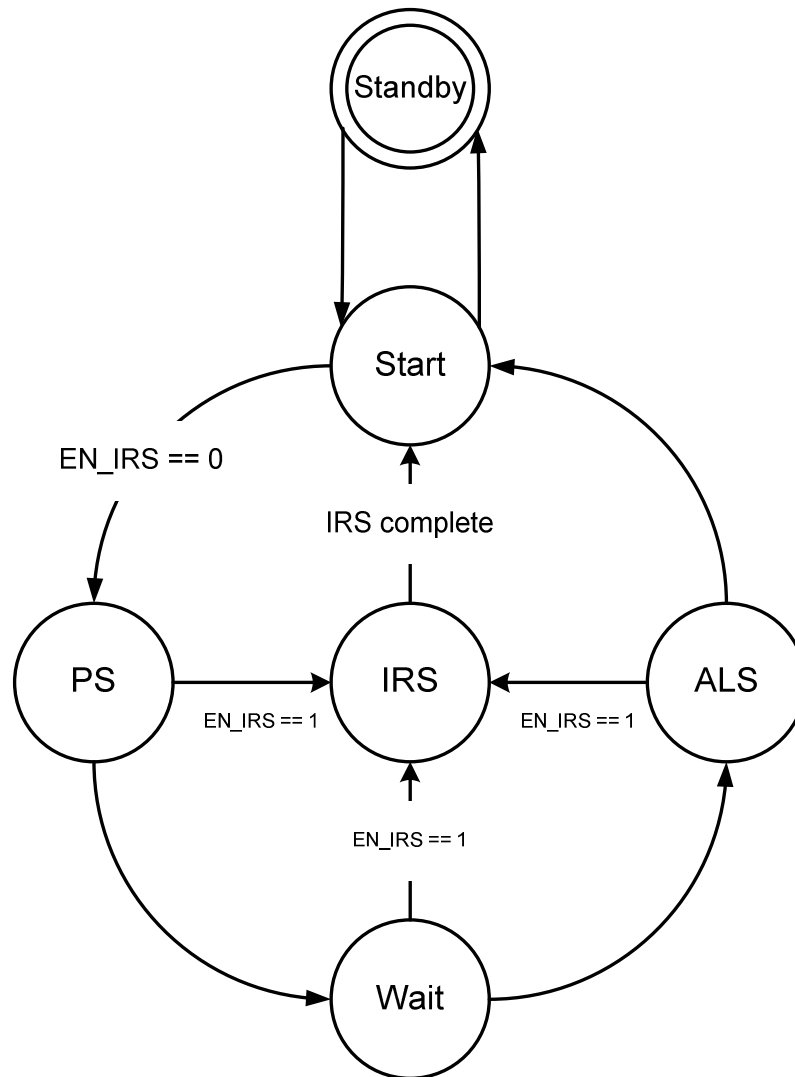 Standby
Start
EN_IRS == 0
IRS complete
PS
IRS
ALS
EN_IRS == 1
EN_IRS == 1
EN_IRS == 1
Wait